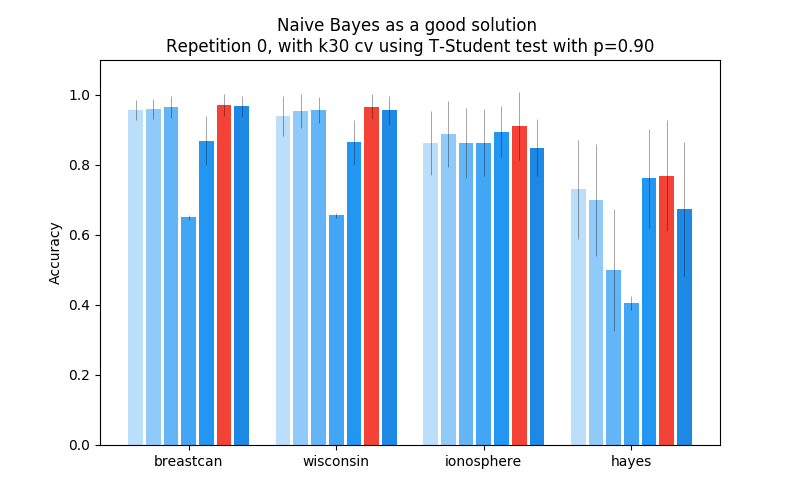 Naive Bayes as a good solution
Repetition 0, with k30 cv using T-Student test with p=0.90
1.0
0.8
0.6
0.4
0.2
0.0
Accuracy
breastcan wisconsin ionosphere hayes